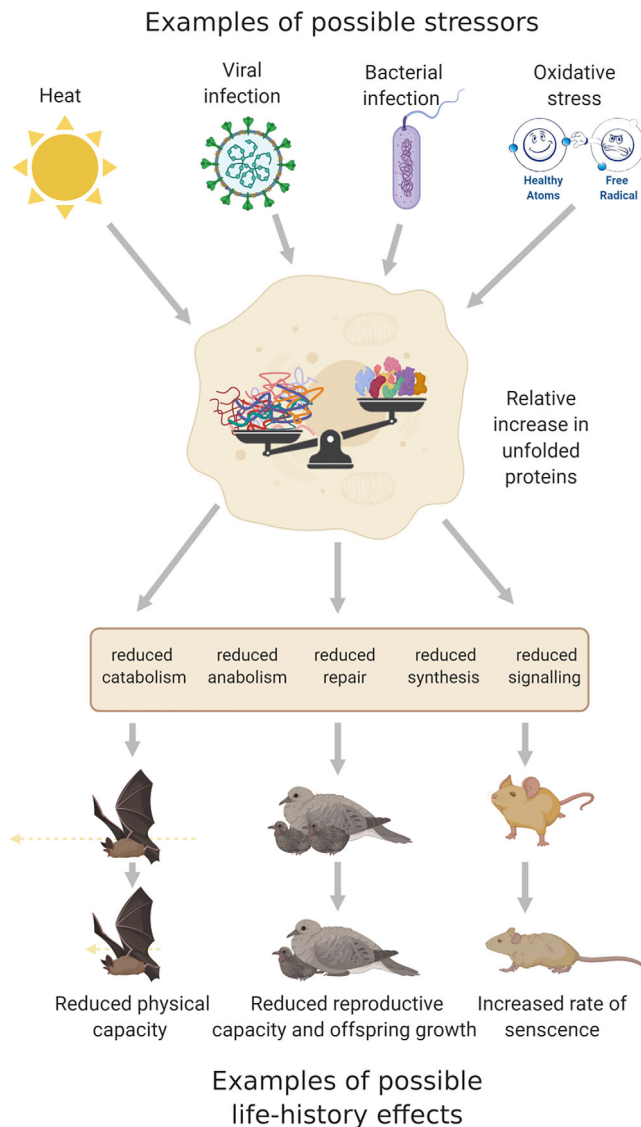 Examples of possible stressors
Heat
Viral
infection
Bacterial
infection
Oxidative
stress
Healthy
Atoms
Free
Radical
Relative
increase in
unfolded
proteins
reduced
catabolism
reduced
anabolism
reduced
repair
reduced
synthesis
reduced
signalling
Reduced physical
capacity
Reduced reproductive
capacity and offspring growth
Increased rate of
senscence
Examples of possible
life-history effects